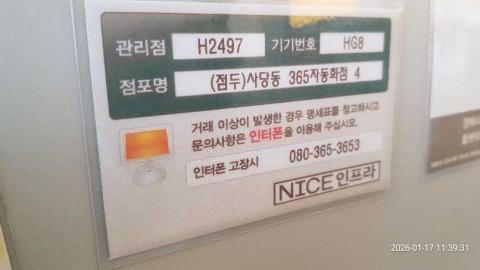 관리점 H2497 기기번호 HG8
점포명 (점두)사당동 365자동화점 4
거래 이상이 발생한 경우 명세표를 참고하시고
문의사항은 인터폰을 이용해 주십시오.
인터폰 고장시 080-365-3653
NICE인프라
2026-01-17 11:39:31